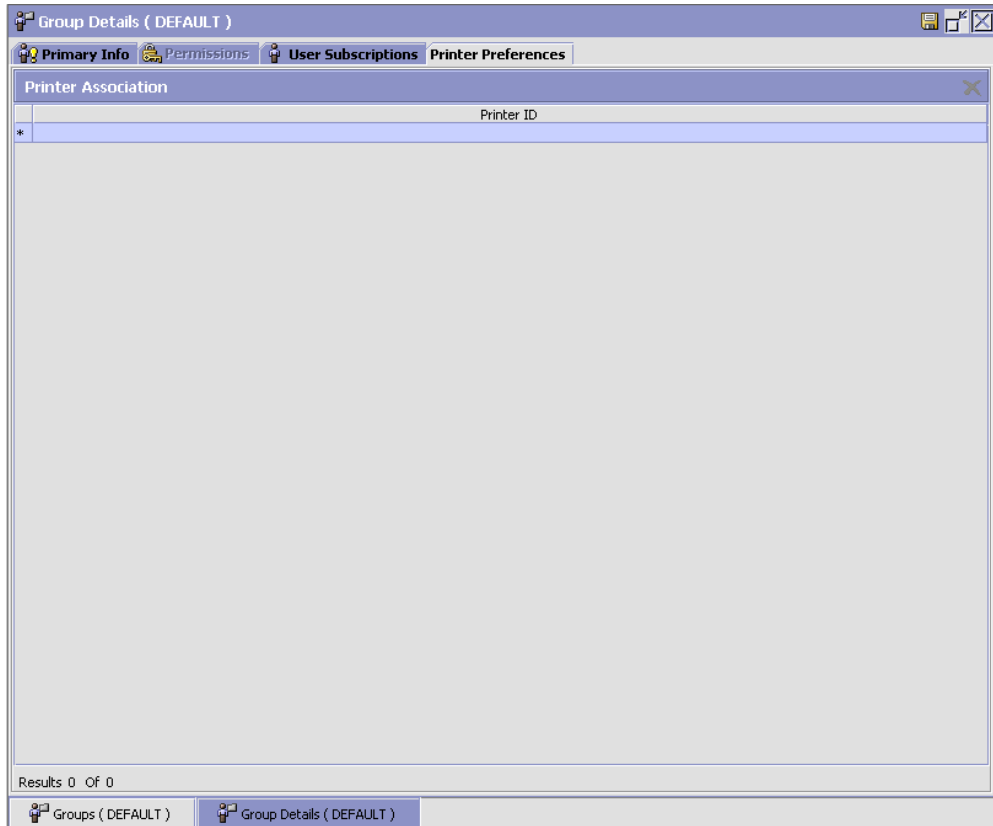 Group Details ( DEFAULT )
Primary Info Permissions User Subscriptions Printer Preferences
Printer Association
Printer ID
*
Results 0 Of 0
Groups ( DEFAULT ) Group Details ( DEFAULT )